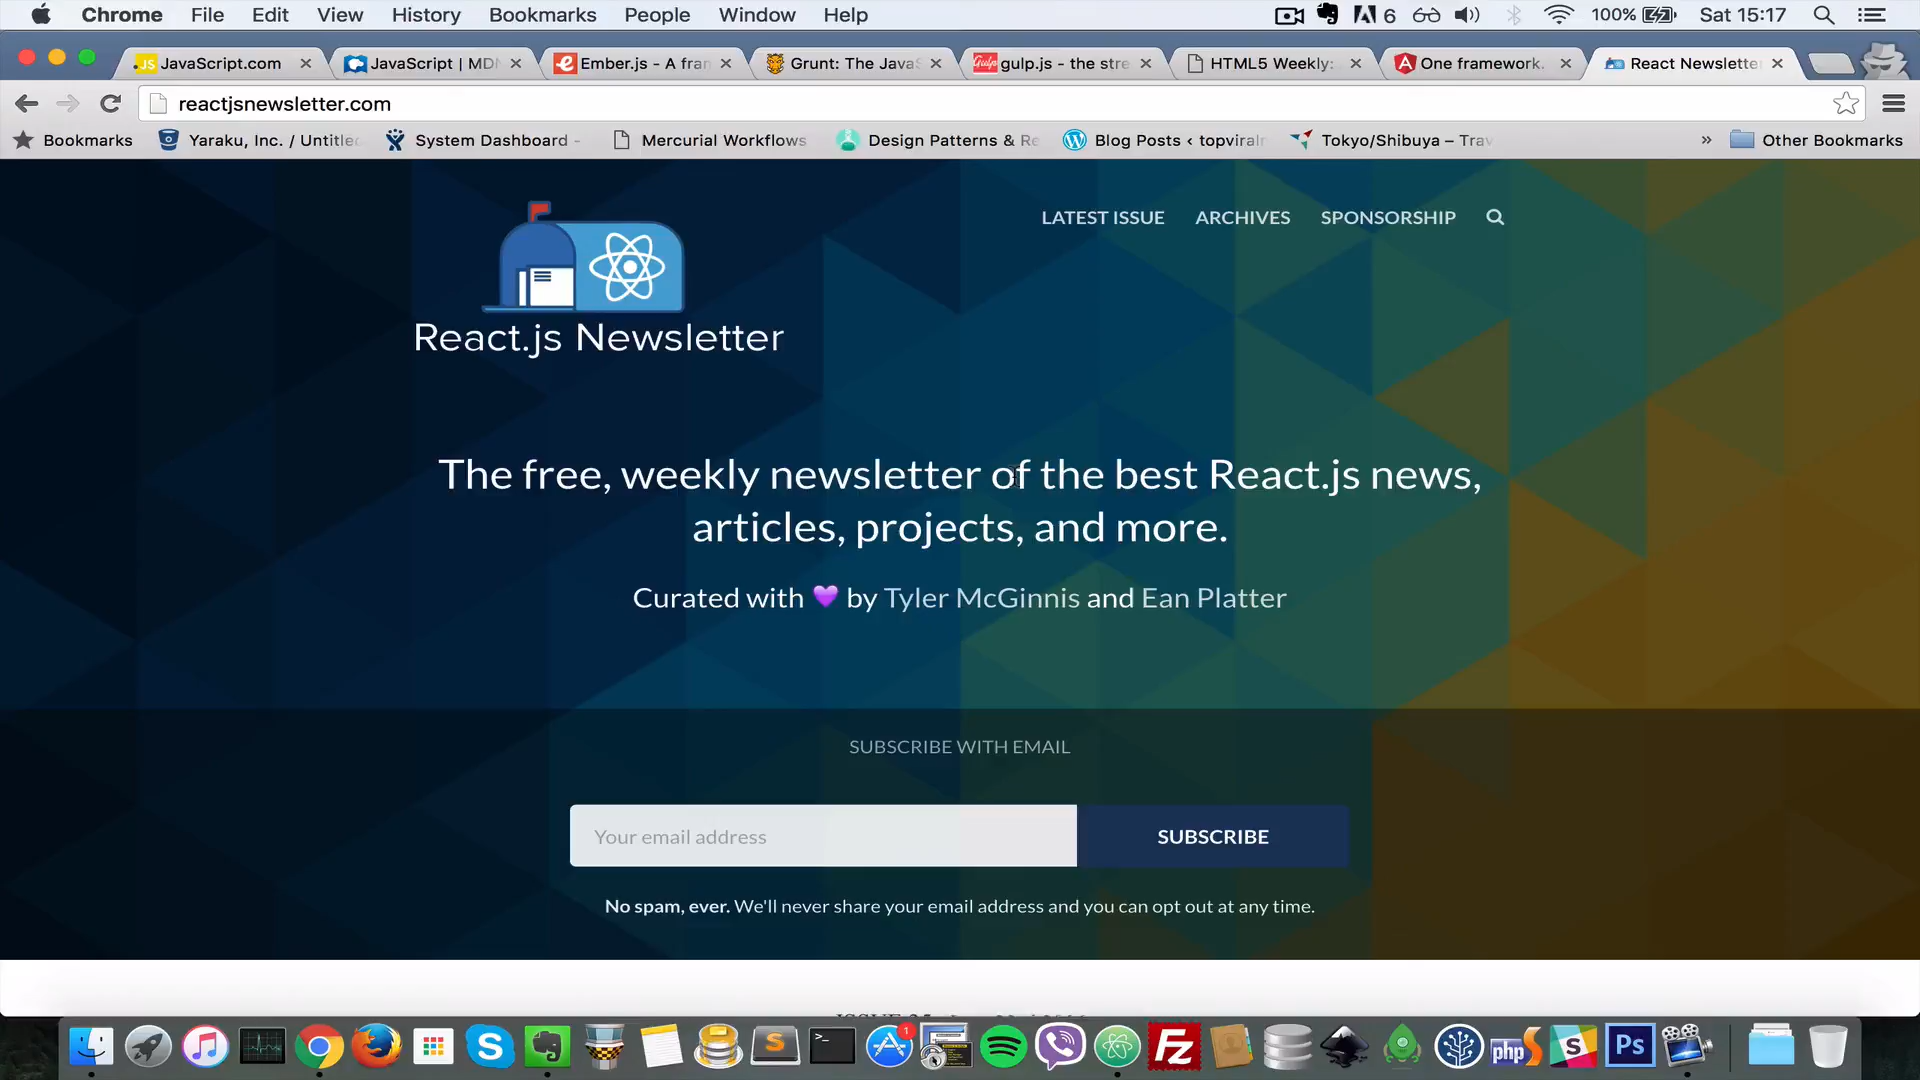 Chrome File Edit View History Bookmarks People Window Help 6 100% Sat 15:17
JavaScript.com JavaScript | MDN Ember.js - A fram Grunt: The JavaS gulp.js - the stre HTML5 Weekly: One framework. React Newsletter
reactjsnewsletter.com
Bookmarks Yaraku, Inc. / Untitled System Dashboard - Mercurial Workflows Design Patterns & Re Blog Posts ‹ topviralr Tokyo/Shibuya – Trav » Other Bookmarks
LATEST ISSUE ARCHIVES SPONSORSHIP
React.js Newsletter
The free, weekly newsletter of the best React.js news,
articles, projects, and more.
Curated with 💜 by Tyler McGinnis and Ean Platter
SUBSCRIBE WITH EMAIL
Your email address SUBSCRIBE
No spam, ever. We'll never share your email address and you can opt out at any time.